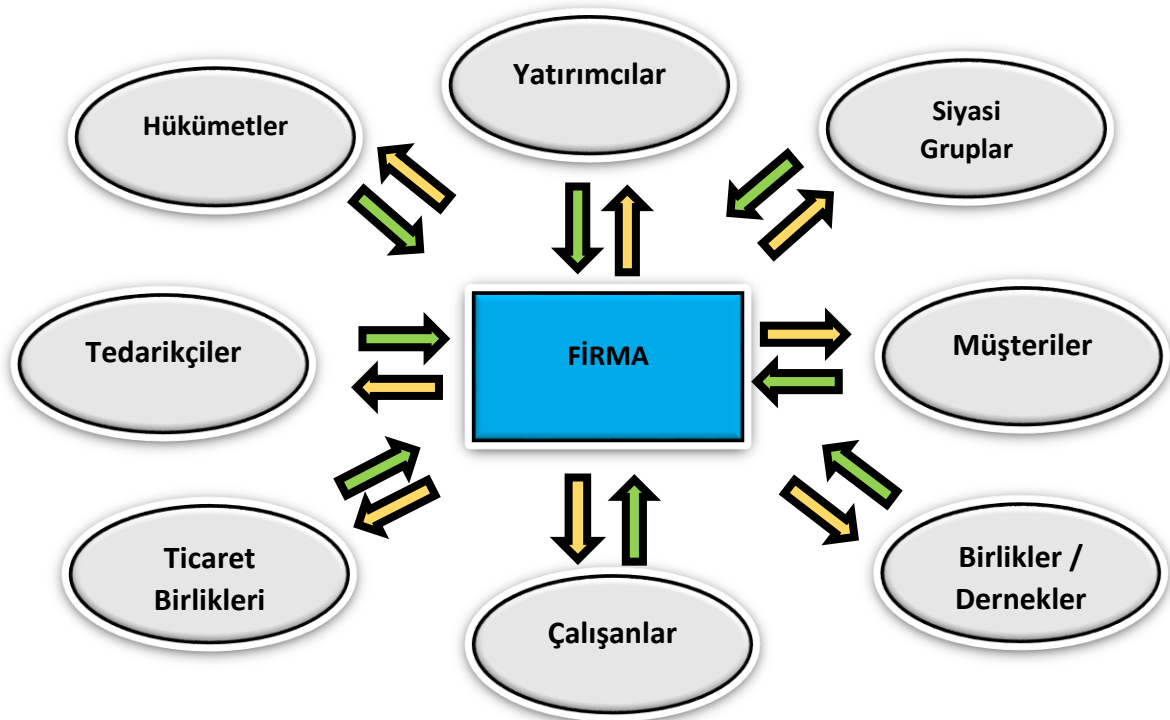 Yatırımcılar
Hükümetler
Siyasi
Gruplar
Tedarikçiler
FİRMA
Müşteriler
Ticaret
Birlikleri
Birlikler /
Dernekler
Çalışanlar